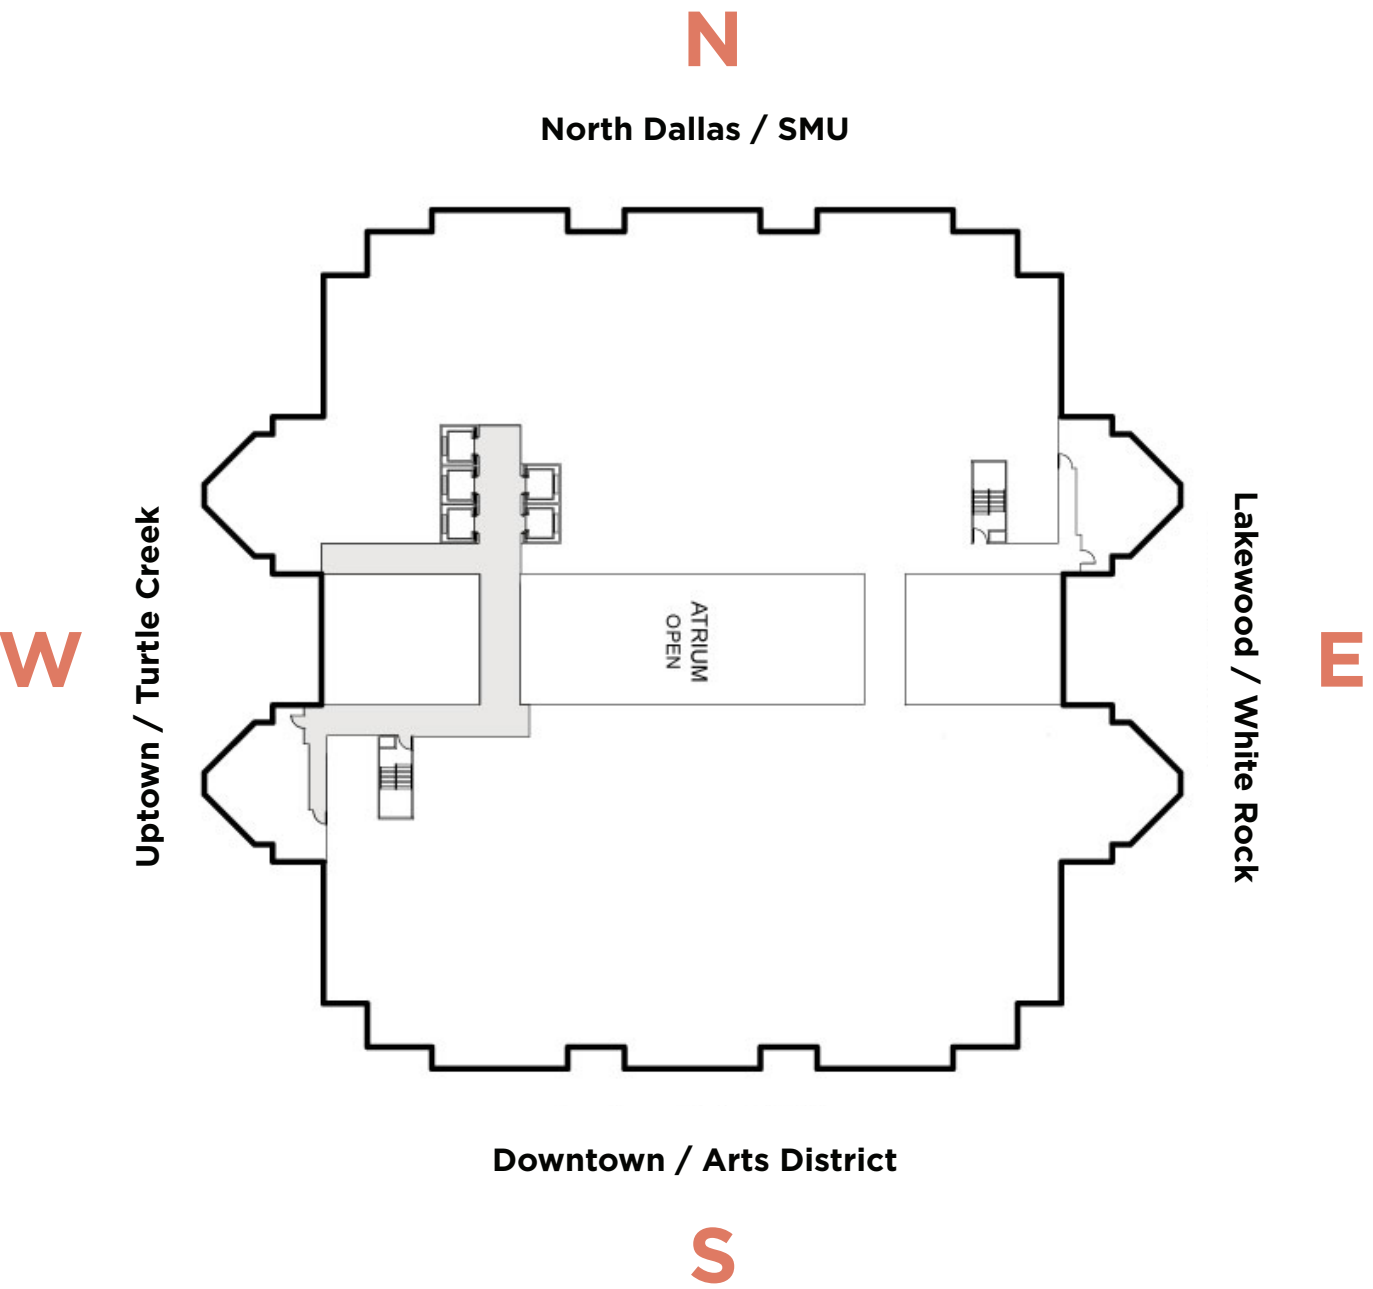 N
North Dallas / SMU
W
Uptown / Turtle Creek
ATRIUM
OPEN
Lakewood / White Rock
E
Downtown / Arts District
S